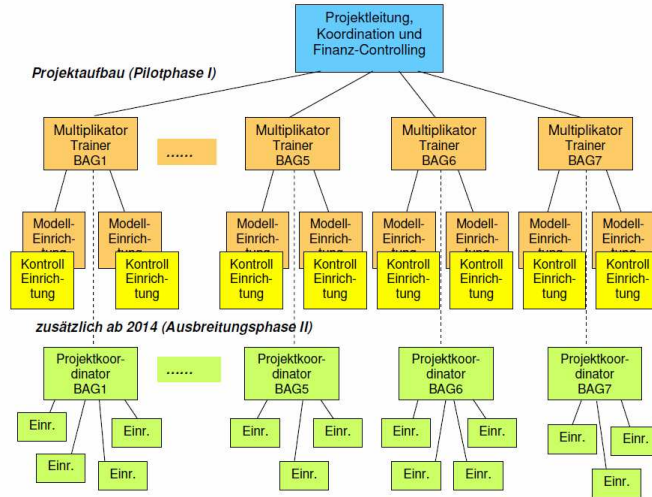 Projektleitung,
Koordination und
Finanz-Controlling
Projektaufbau (Pilotphase I)
Multiplikator
Trainer
BAG1
......
Multiplikator
Trainer
BAG5
Multiplikator
Trainer
BAG6
Multiplikator
Trainer
BAG7
Modell-
Einrich-
Kontroll
Einrich-
tung
Modell-
Einrich-
Kontroll
Einrich-
tung
Modell-
Einrich-
Kontroll
Einrich-
tung
Modell-
Einrich-
Kontroll
Einrich-
tung
Modell-
Einrich-
Kontroll
Einrich-
tung
Modell-
Einrich-
Kontroll
Einrich-
tung
Modell-
Einrich-
Kontroll
Einrich-
tung
Modell-
Einrich-
Kontroll
Einrich-
tung
zusätzlich ab 2014 (Ausbreitungsphase II)
Projektkoor-
dinator
BAG1
......
Projektkoor-
dinator
BAG5
Projektkoor-
dinator
BAG6
Projektkoor-
dinator
BAG7
Einr.
Einr.
Einr.
Einr.
Einr.
Einr.
Einr.
Einr.
Einr.
Einr.
Einr.
Einr.
Einr.
Einr.